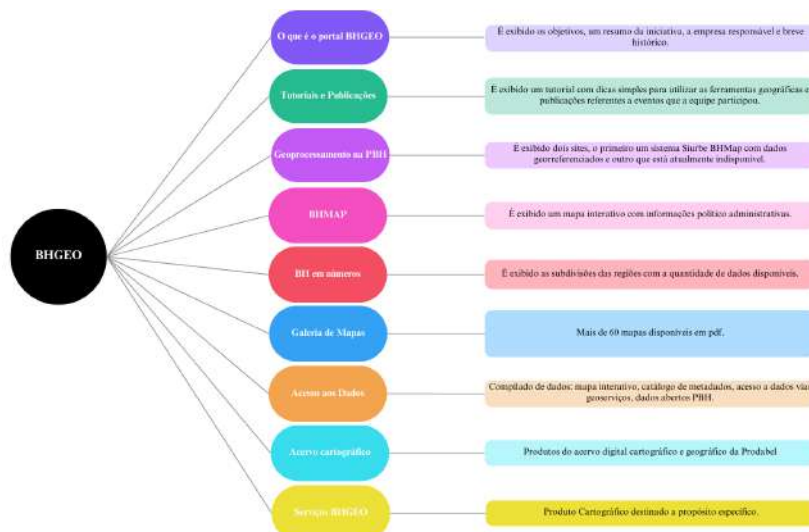 O que é o portal BHGEO
É exibido os objetivos, um resumo da iniciativa, a empresa responsável e breve
histórico.
Tutoriais e Publicações
É exibido um tutorial com dicas simples para utilizar as ferramentas geográficas e
publicações referentes a eventos que a equipe participou.
Geoprocessamento na PBH
É exibido dois sites, o primeiro um sistema Siurbe BHMap com dados
georreferenciados e outro que está atualmente indisponível.
BHMAP
É exibido um mapa interativo com informações político administrativas.
BHGEO
BH em números
É exibido as subdivisões das regiões com a quantidade de dados disponíveis.
Galeria de Mapas
Mais de 60 mapas disponíveis em pdf.
Acesso aos Dados
Compilado de dados: mapa interativo, catálogo de metadados, acesso a dados via
geoserviços, dados abertos PBH.
Acervo cartográfico
Produtos do acervo digital cartográfico e geográfico da Prodabel
Serviços BHGEO
Produto Cartográfico destinado a propósito específico.